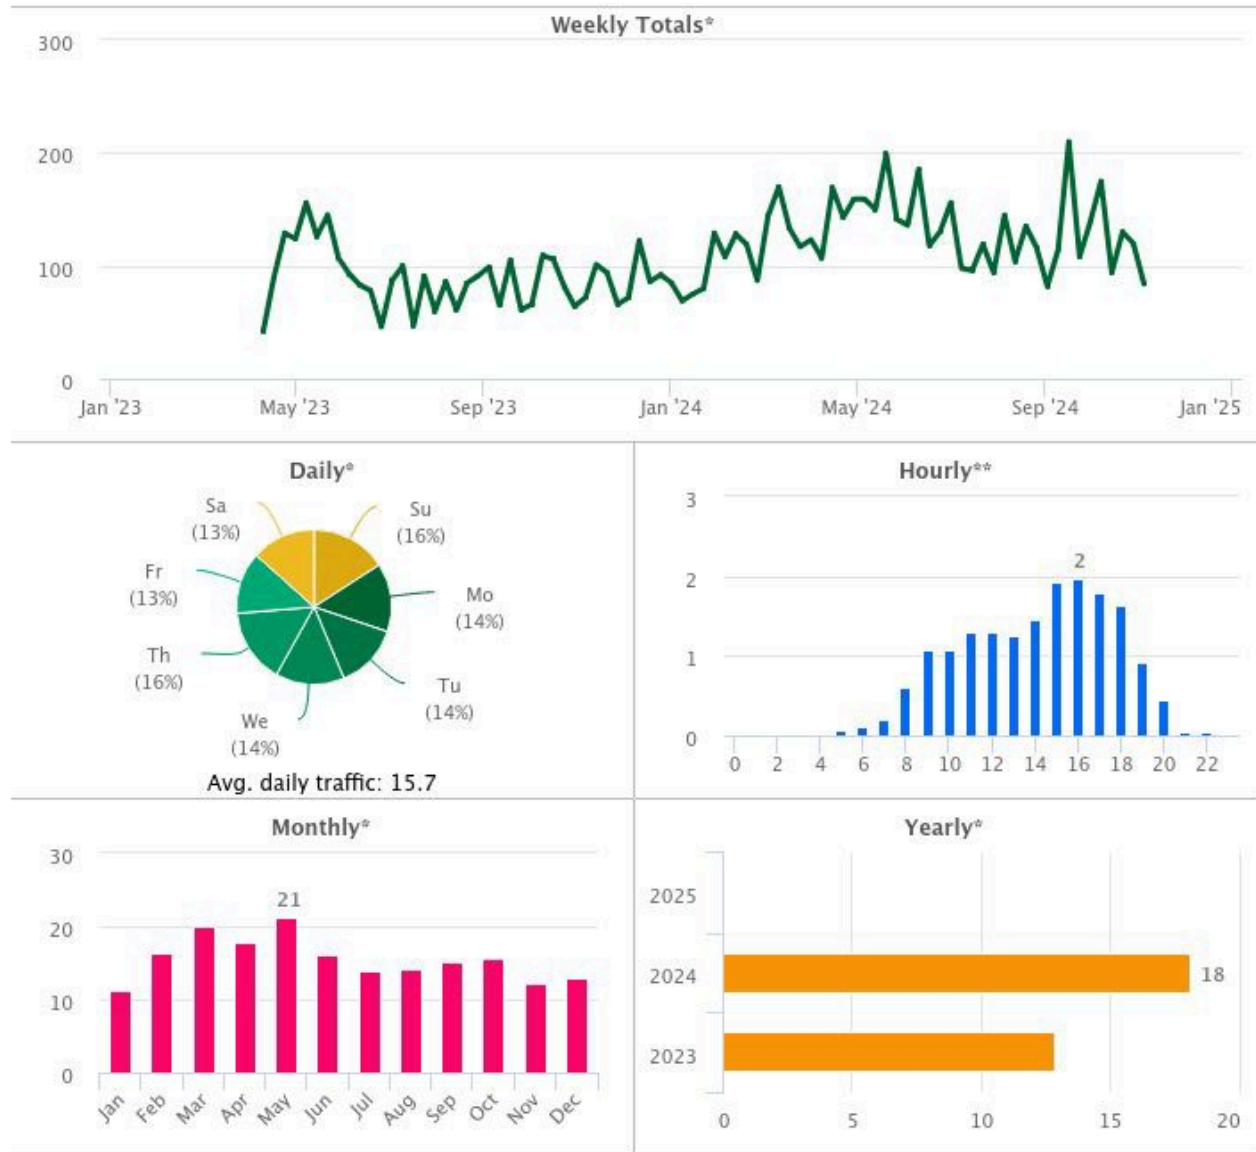 Weekly Totals*
300
200
100
0
Jan '23 May '23 Sep '23 Jan '24 May '24 Sep '24 Jan '25
Daily*
Sa
(13%)
Su
(16%)
Fr
(13%)
Mo
(14%)
Th
(16%)
Tu
(14%)
We
(14%)
Avg. daily traffic: 15.7
Hourly**
3
2
2
1
0
0 2 4 6 8 10 12 14 16 18 20 22
Monthly*
30
21
20
10
0
Jan Feb Mar Apr May Jun Jul Aug Sep Oct Nov Dec
Yearly*
2025
2024 18
2023
0 5 10 15 20